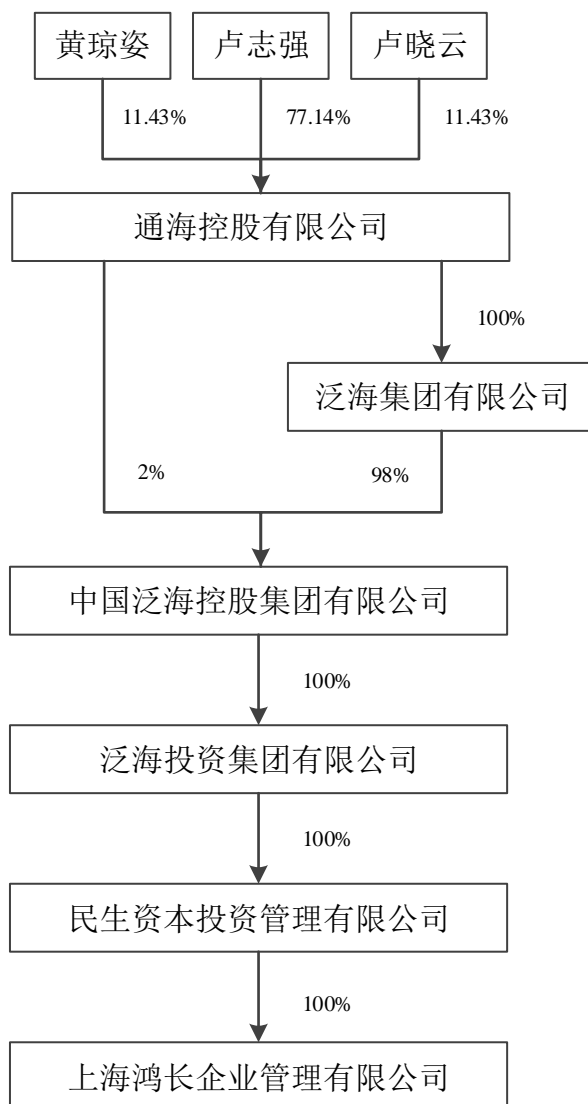 黄琼姿 卢志强 卢晓云
11.43% 77.14% 11.43%
通海控股有限公司
100%
泛海集团有限公司
2% 98%
中国泛海控股集团有限公司
100%
泛海投资集团有限公司
100%
民生资本投资管理有限公司
100%
上海鸿长企业管理有限公司